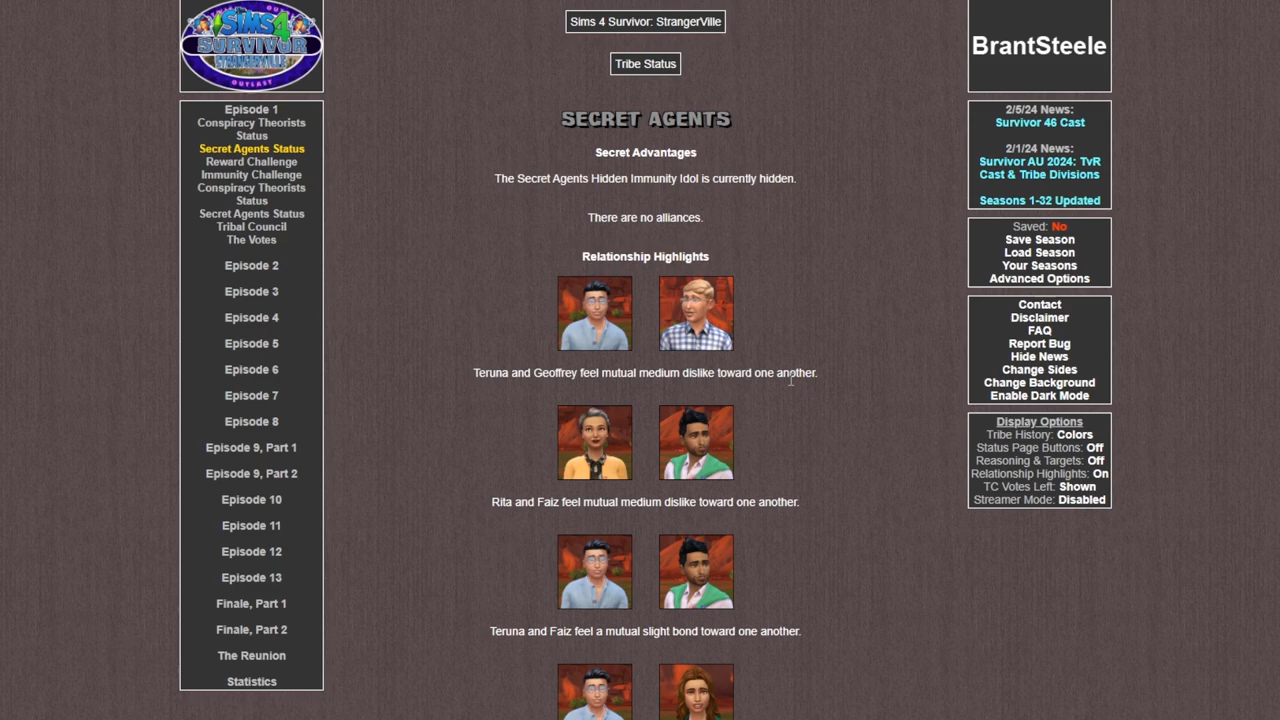 SIMS 4
SURVIVOR
STRANGERVILLE
OUTLAST
Episode 1
Conspiracy Theorists
Status
Secret Agents Status
Reward Challenge
Immunity Challenge
Conspiracy Theorists
Status
Secret Agents Status
Tribal Council
The Votes
Episode 2
Episode 3
Episode 4
Episode 5
Episode 6
Episode 7
Episode 8
Episode 9, Part 1
Episode 9, Part 2
Episode 10
Episode 11
Episode 12
Episode 13
Finale, Part 1
Finale, Part 2
The Reunion
Statistics
Sims 4 Survivor: StrangerVille
Tribe Status
SECRET AGENTS
Secret Advantages
The Secret Agents Hidden Immunity Idol is currently hidden.
There are no alliances.
Relationship Highlights
Teruna and Geoffrey feel mutual medium dislike toward one another.
Rita and Faiz feel mutual medium dislike toward one another.
Teruna and Faiz feel a mutual slight bond toward one another.
BrantSteele
2/5/24 News:
Survivor 46 Cast
2/1/24 News:
Survivor AU 2024: TvR
Cast & Tribe Divisions
Seasons 1-32 Updated
Saved: No
Save Season
Load Season
Your Seasons
Advanced Options
Contact
Disclaimer
FAQ
Report Bug
Hide News
Change Sides
Change Background
Enable Dark Mode
Display Options
Tribe History: Colors
Status Page Buttons: Off
Reasoning & Targets: Off
Relationship Highlights: On
TC Votes Left: Shown
Streamer Mode: Disabled